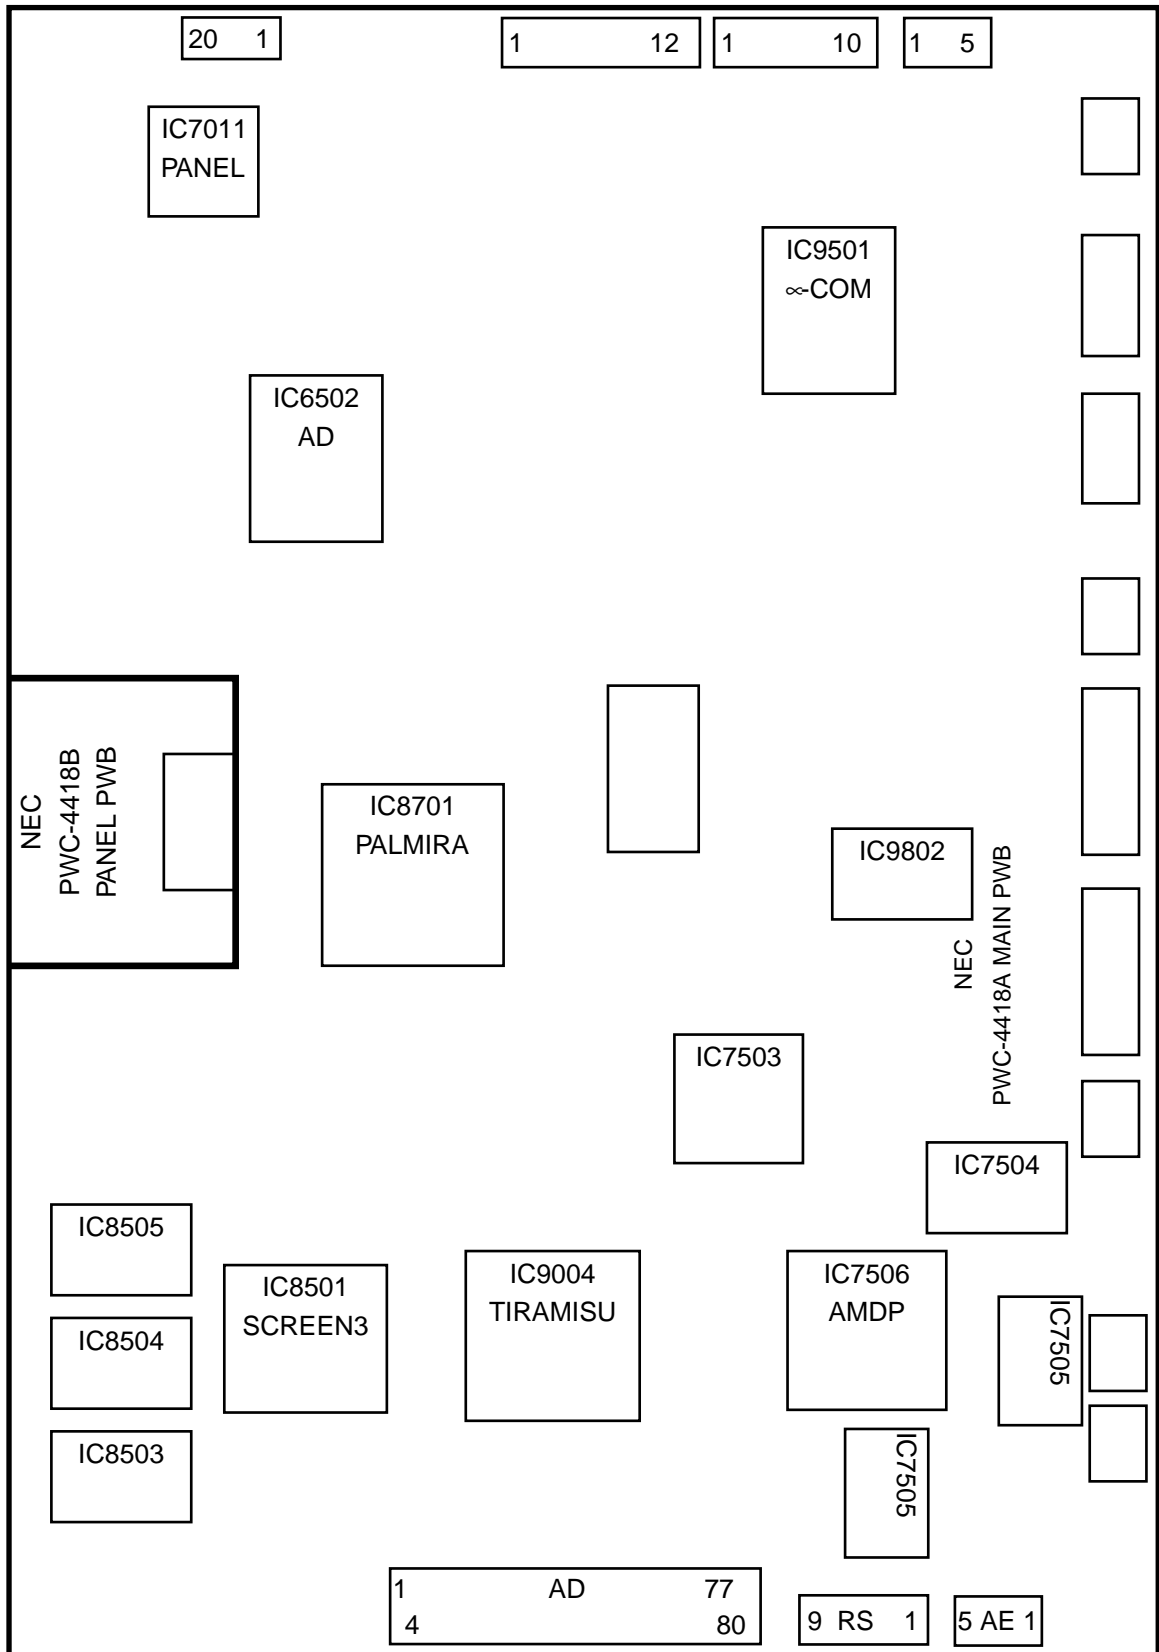 20 1
1 12
1 10
1 5
IC7011
PANEL
IC9501
∝-COM
IC6502
AD
NEC
PWC-4418B
PANEL PWB
IC8701
PALMIRA
IC9802
NEC
PWC-4418A MAIN PWB
IC7503
IC7504
IC8505
IC8501
SCREEN3
IC9004
TIRAMISU
IC7506
AMDP
IC7505
IC8504
IC8503
IC7505
1 AD 77
4 80
9 RS 1
5 AE 1